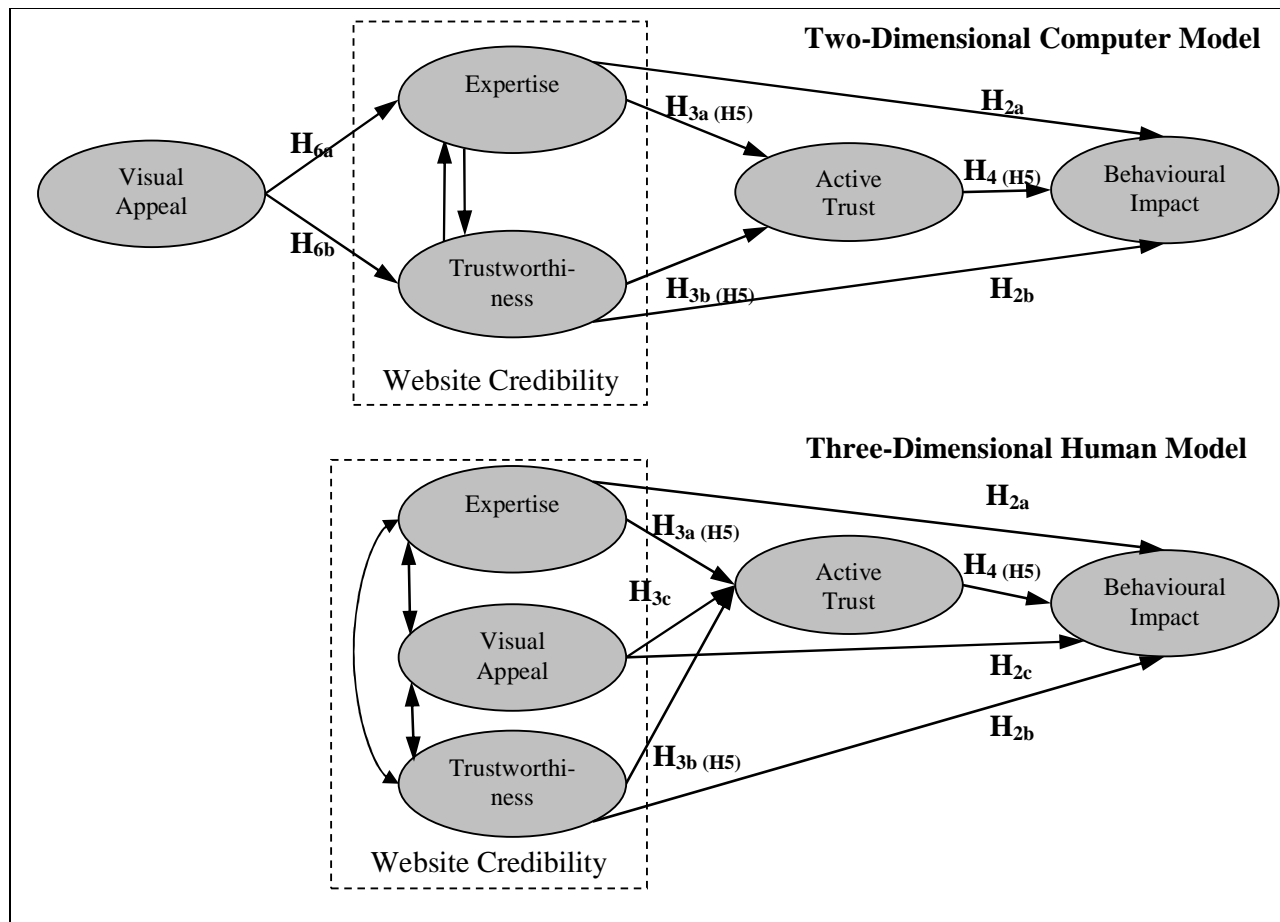 Two-Dimensional Computer Model
Expertise
H2a
H3a (H5)
H6a
Visual
Appeal
Active
Trust
H4 (H5)
Behavioural
Impact
H6b
Trustworthi-
ness
H3b (H5)
H2b
Website Credibility
Three-Dimensional Human Model
Expertise
H2a
H3a (H5)
Active
Trust
H4 (H5)
Behavioural
Impact
H3c
Visual
Appeal
H2c
H2b
H3b (H5)
Trustworthi-
ness
Website Credibility